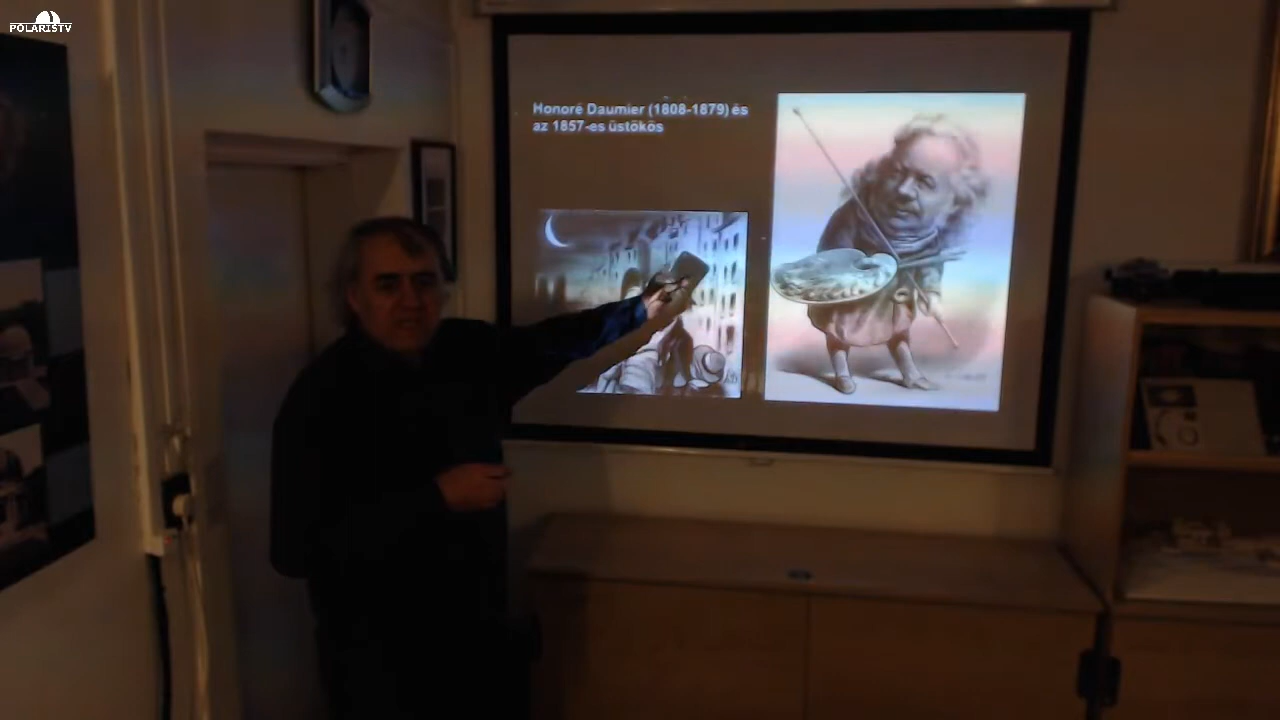 POLARISTV
Honoré Daumier (1808-1879) és
az 1857-es üstökös